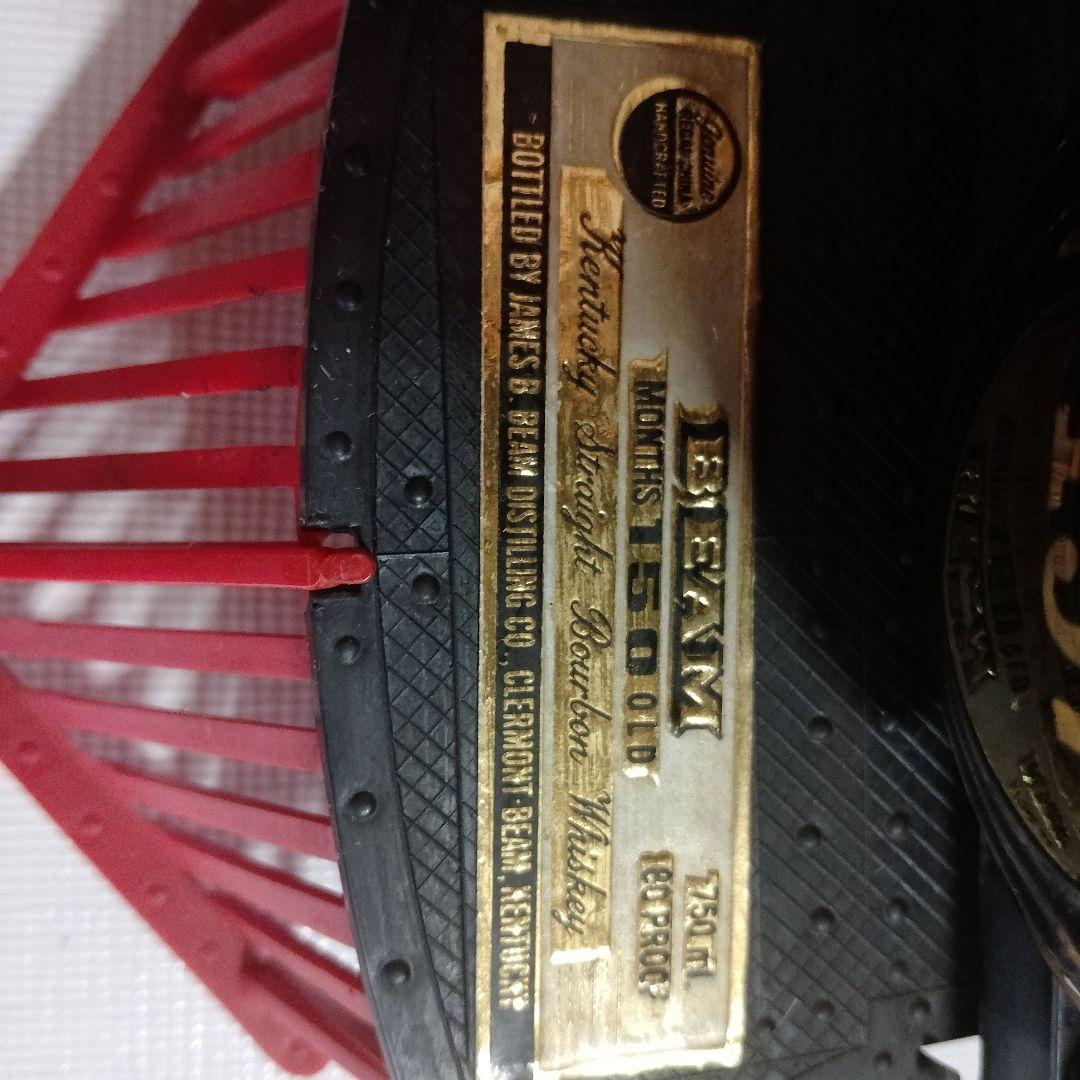 Genuine
REGAL CHINA
HANDCRAFTED
BEAM
MONTHS 150 OLD
750 ml
80 PROOF
Kentucky Straight Bourbon Whiskey
BOTTLED BY JAMES B. BEAM DISTILLING CO., CLERMONT-BEAM, KENTUCKY